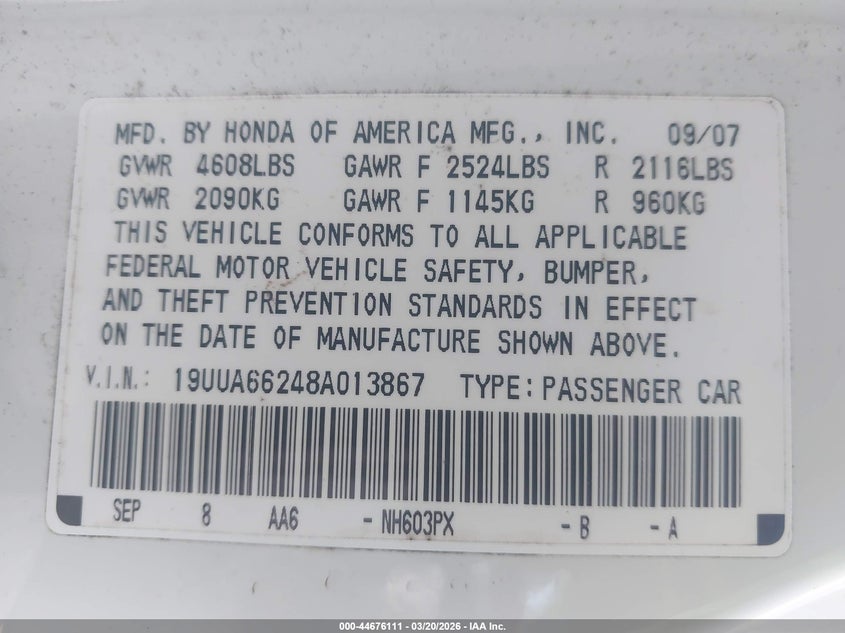 MFD. BY HONDA OF AMERICA MFG., INC. 09/07
GVWR 4608LBS GAWR F 2524LBS R 2116LBS
GVWR 2090KG GAWR F 1145KG R 960KG
THIS VEHICLE CONFORMS TO ALL APPLICABLE
FEDERAL MOTOR VEHICLE SAFETY, BUMPER,
AND THEFT PREVENTION STANDARDS IN EFFECT
ON THE DATE OF MANUFACTURE SHOWN ABOVE.
V.I.N.: 19UUA66248A013867 TYPE: PASSENGER CAR
SEP 8 AA6 - NH603PX - B - A
000-44676111 - 03/20/2026 - IAA Inc.